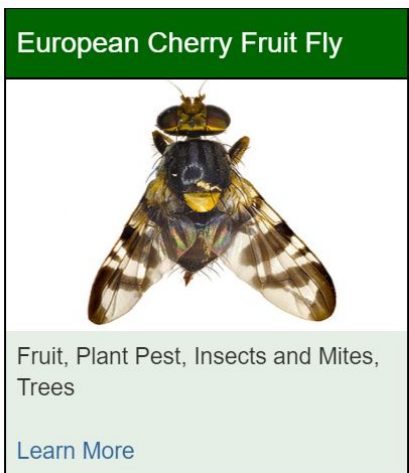 European Cherry Fruit Fly
Fruit, Plant Pest, Insects and Mites,
Trees
Learn More